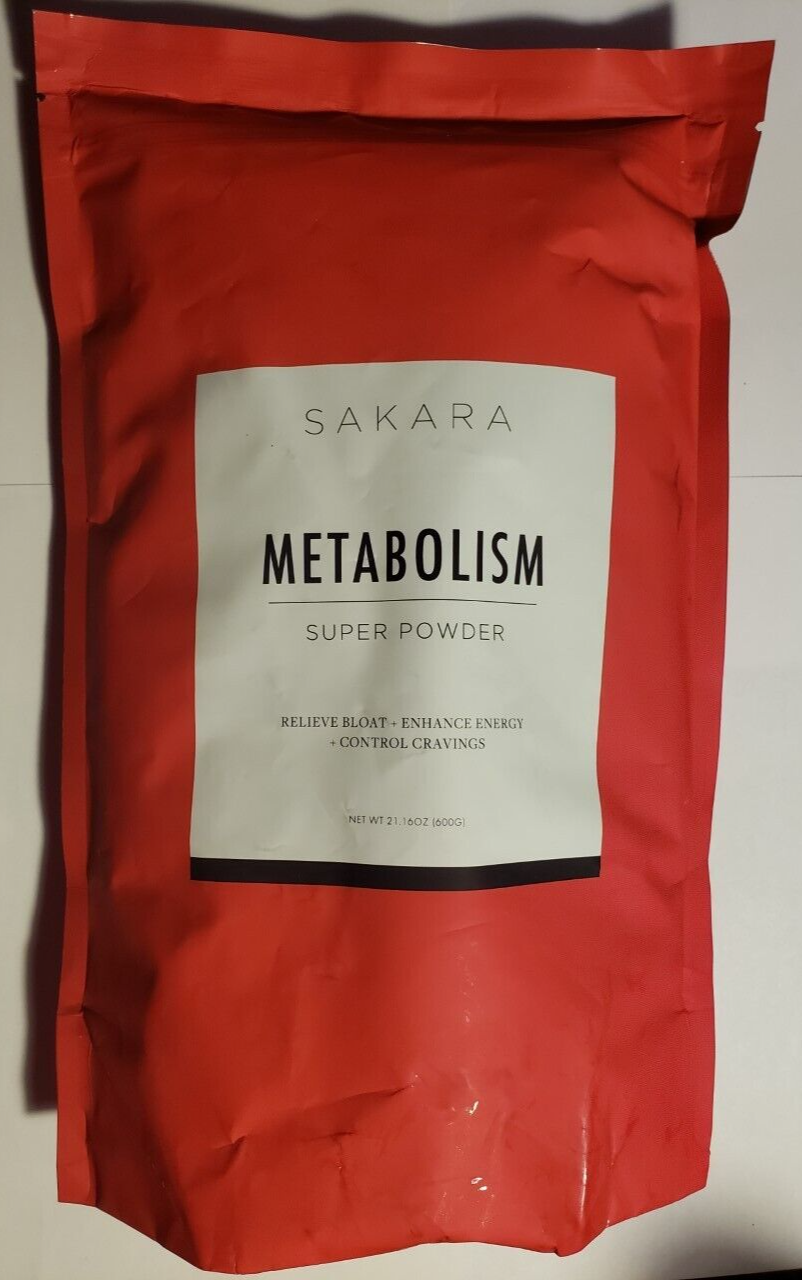 SAKARA
METABOLISM
SUPER POWDER
RELIEVE BLOAT + ENHANCE ENERGY
+ CONTROL CRAVINGS
NET WT 21.16OZ (600G)